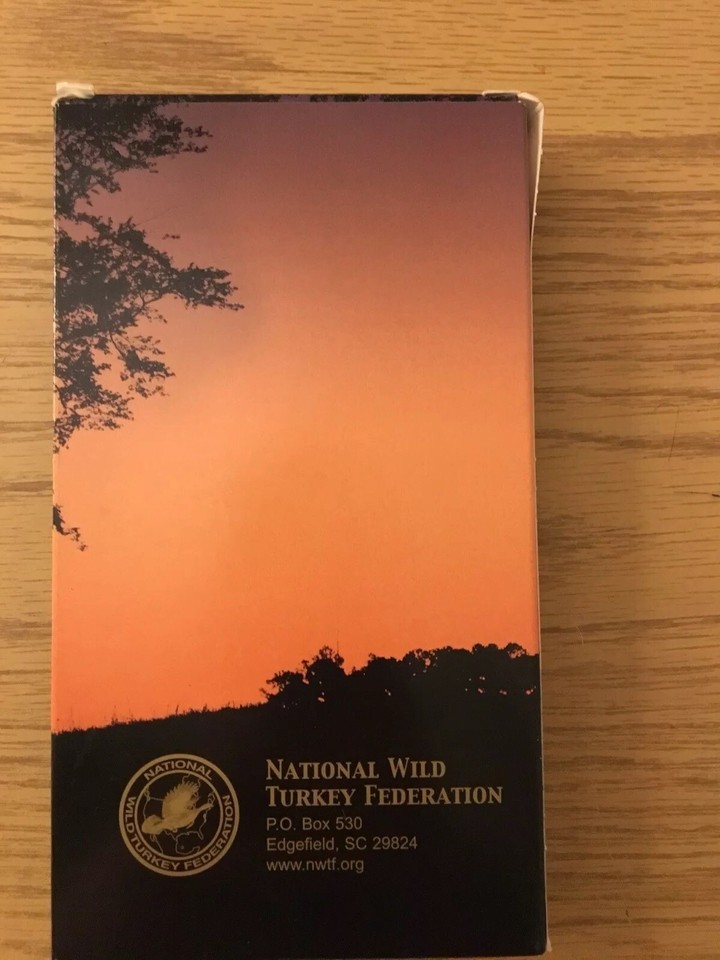 NATIONAL
WILD TURKEY FEDERATION
NATIONAL WILD
TURKEY FEDERATION
P.O. Box 530
Edgefield, SC 29824
www.nwtf.org